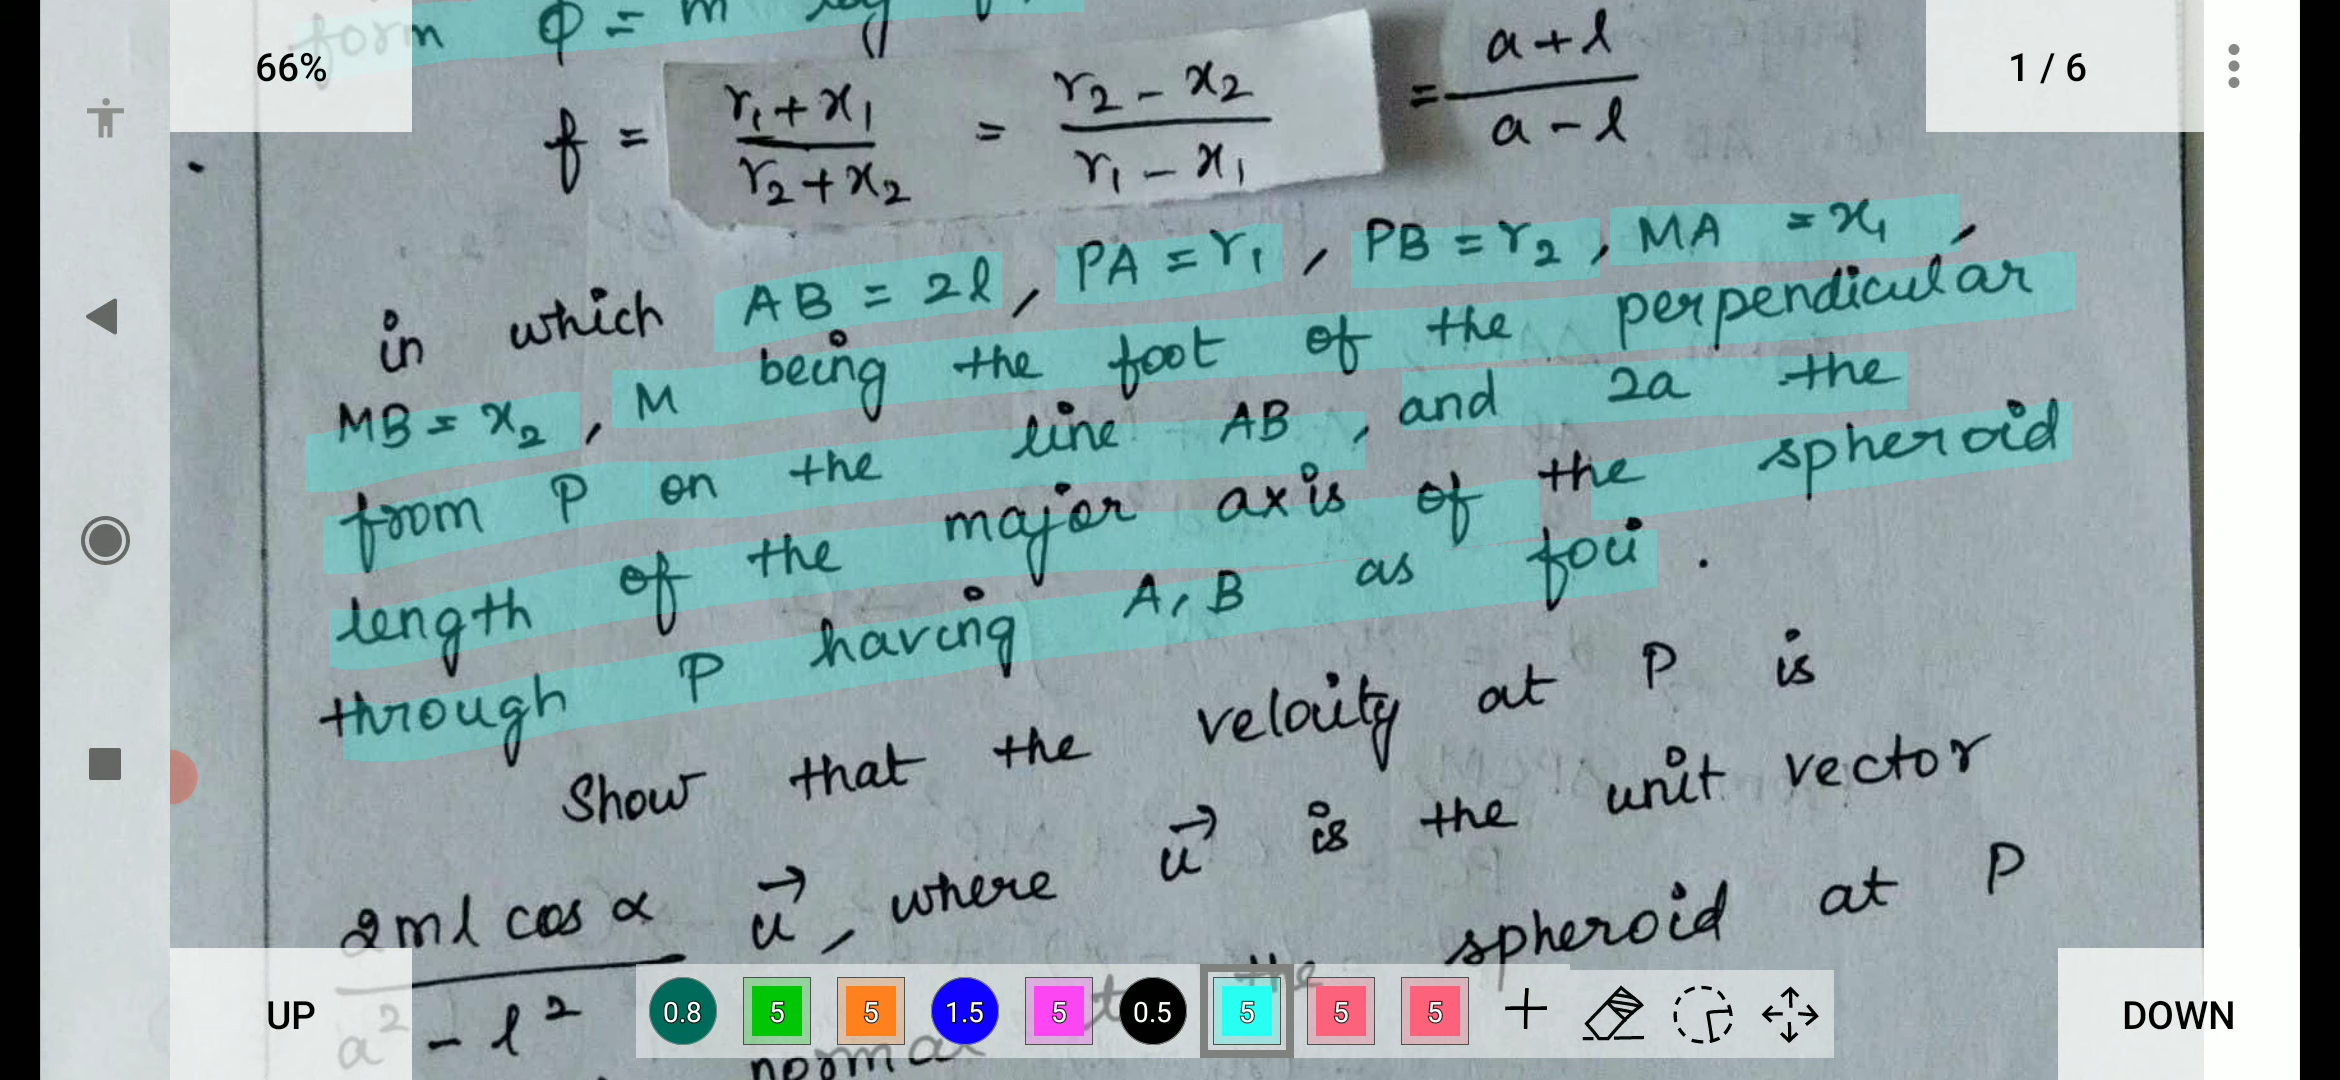 form φ = m log
66%
1 / 6
f = r₁ + x₁ / r₂ + x₂ = r₂ - x₂ / r₁ - x₁ = a + l / a - l
in which AB = 2l, PA = r₁, PB = r₂, MA = x₁,
MB = x₂, M being the foot of the perpendicular
from P on the line AB, and 2a the
length of the major axis of the spheroid
through P having A, B as foci.
Show that the velocity at P is
2ml cos α / a² - l² u⃗, where u⃗ is the unit vector
normal the spheroid at P
UP
0.8 5 5 1.5 5 0.5 5 5 5
DOWN